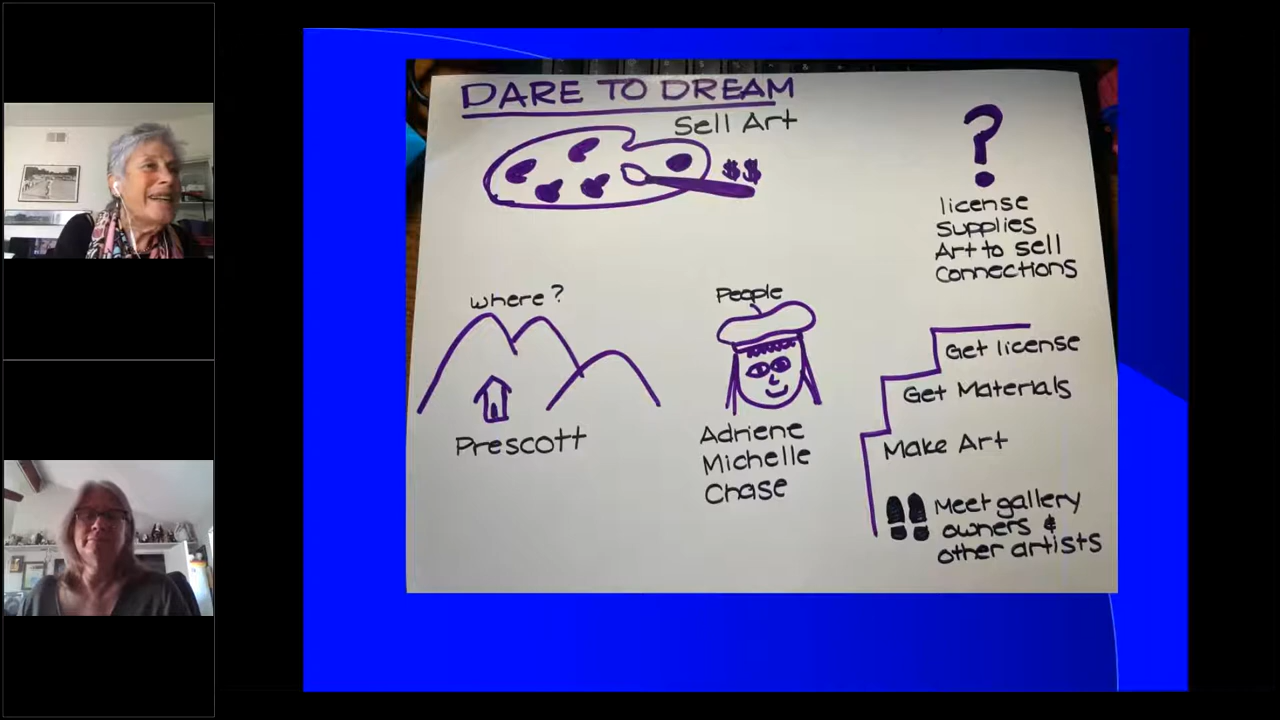 DARE TO DREAM
Sell Art
$$
?
license
supplies
Art to sell
Connections
where?
Prescott
People
Adriene
Michelle
Chase
Get license
Get Materials
Make Art
Meet gallery
owners &
other artists